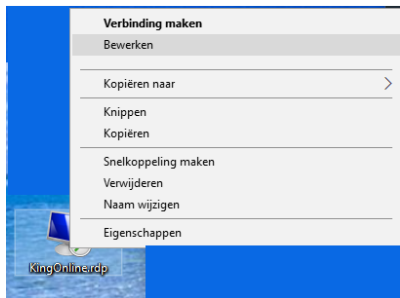 Verbinding maken
Bewerken
Kopiëren naar
Knippen
Kopiëren
Snelkoppeling maken
Verwijderen
Naam wijzigen
Eigenschappen
KingOnline.rdp